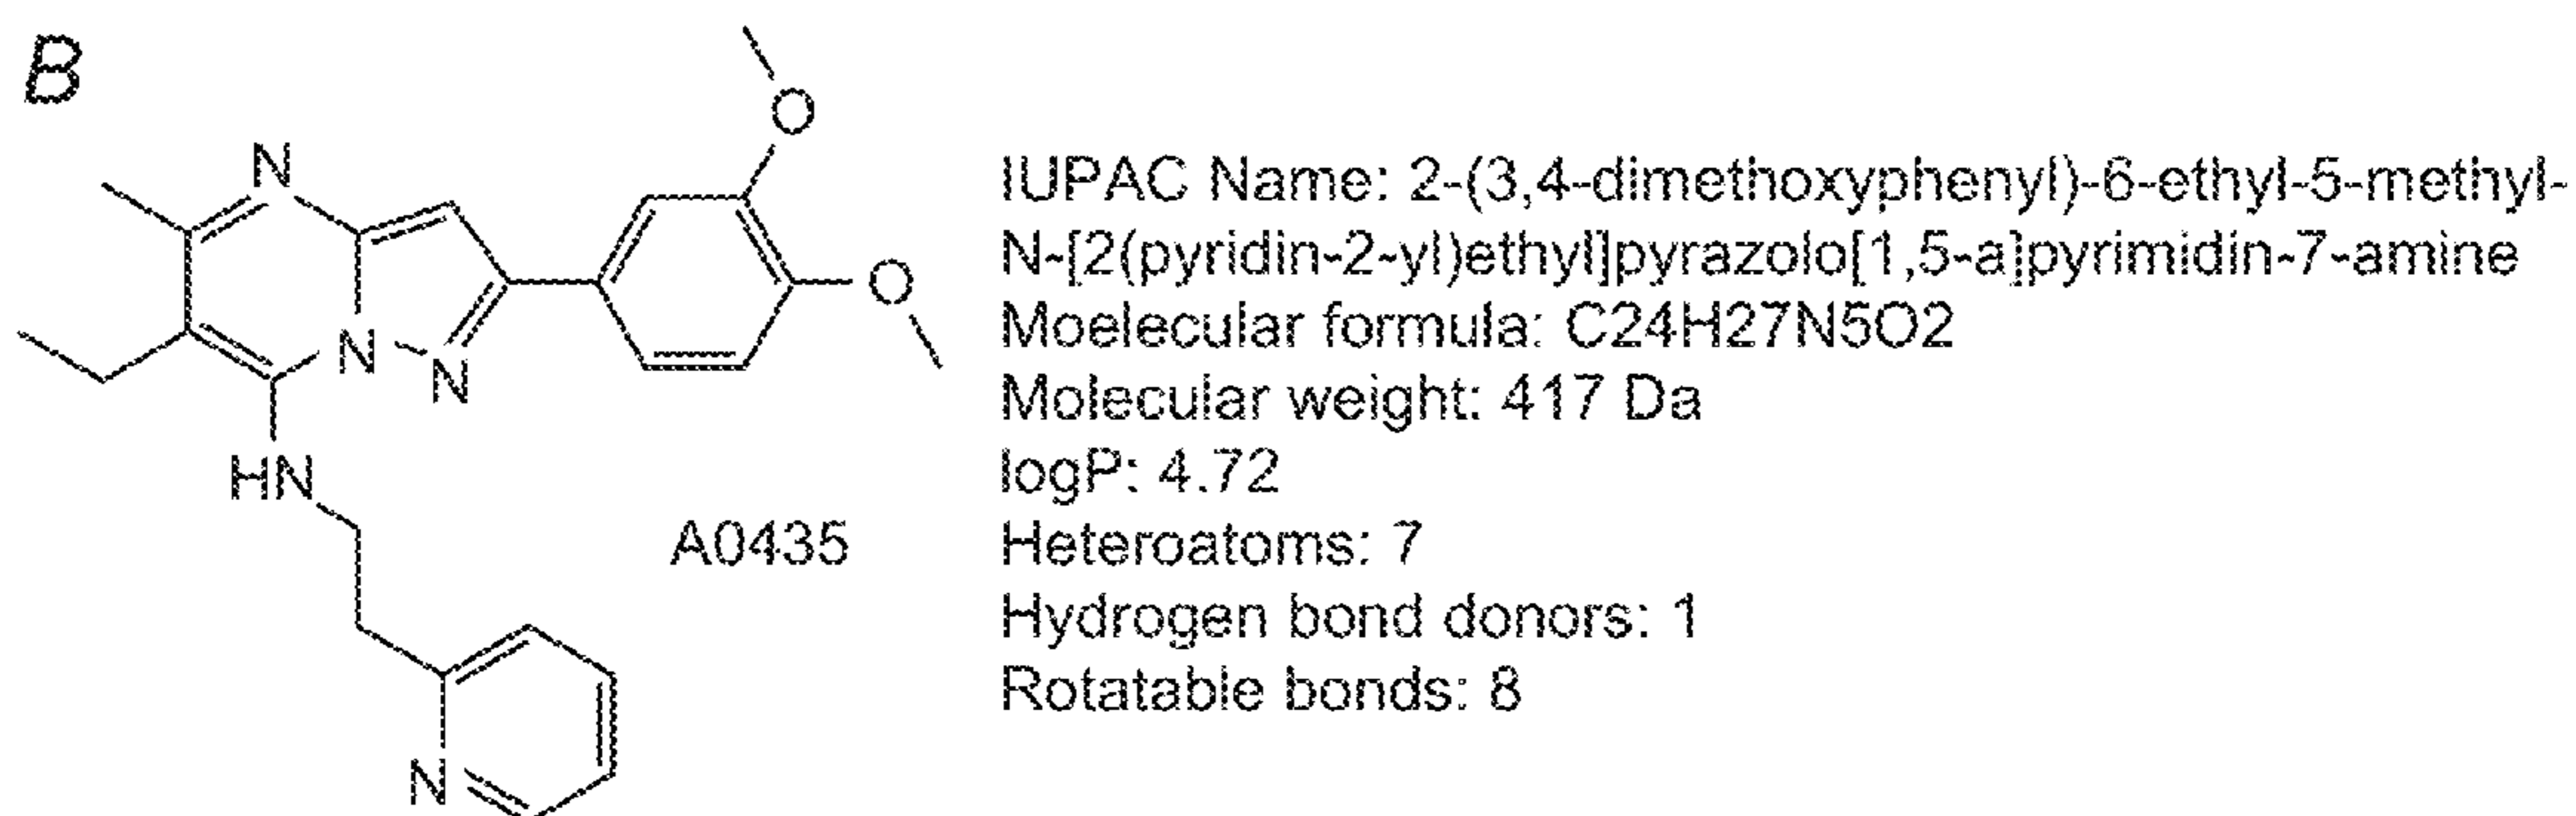 B
O
N
IUPAC Name: 2-(3,4-dimethoxyphenyl)-6-ethyl-5-methyl-
N-[2(pyridin-2-yl)ethyl]pyrazolo[1,5-a]pyrimidin-7-amine
O
Moelecular formula: C24H27N5O2
N
N
Molecular weight: 417 Da
HN
logP: 4.72
A0435
Heteroatoms: 7
Hydrogen bond donors: 1
Rotatable bonds: 8
N